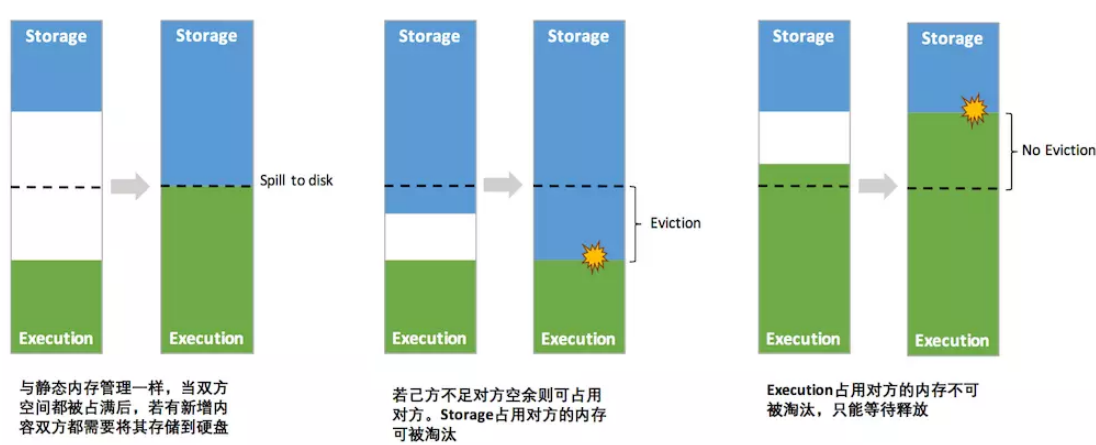 Storage
Storage
Spill to disk
Execution
Execution
与静态内存管理一样，当双方
空间都被占满后，若有新增内
容双方都需要将其存储到硬盘
Storage
Storage
Eviction
Execution
Execution
若己方不足对方空余则可占用
对方。Storage占用对方的内存
可被淘汰
Storage
Storage
No Eviction
Execution
Execution
Execution占用对方的内存不可
被淘汰，只能等待释放